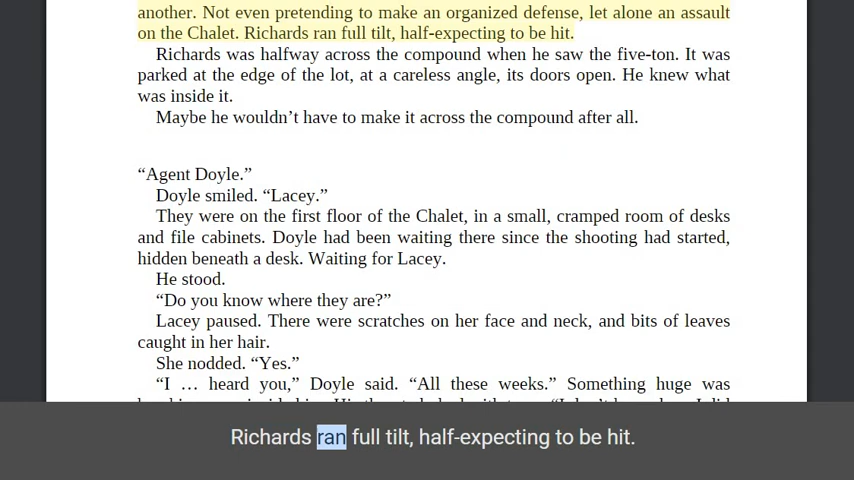 another. Not even pretending to make an organized defense, let alone an assault
on the Chalet. Richards ran full tilt, half-expecting to be hit.
Richards was halfway across the compound when he saw the five-ton. It was
parked at the edge of the lot, at a careless angle, its doors open. He knew what
was inside it.
Maybe he wouldn’t have to make it across the compound after all.
“Agent Doyle.”
Doyle smiled. “Lacey.”
They were on the first floor of the Chalet, in a small, cramped room of desks
and file cabinets. Doyle had been waiting there since the shooting had started,
hidden beneath a desk. Waiting for Lacey.
He stood.
“Do you know where they are?”
Lacey paused. There were scratches on her face and neck, and bits of leaves
caught in her hair.
She nodded. “Yes.”
“I … heard you,” Doyle said. “All these weeks.” Something huge was
Richards ran full tilt, half-expecting to be hit.